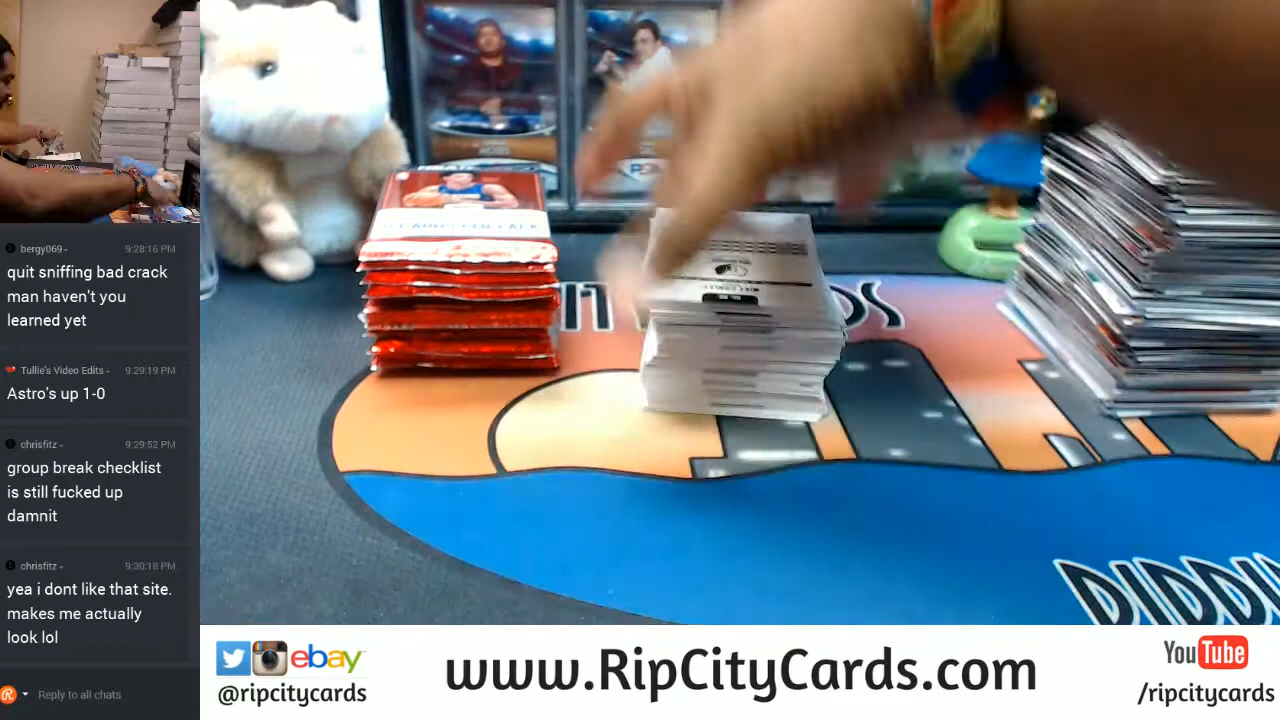 bergy069 -
9:28:16 PM
quit sniffing bad crack
man haven't you
learned yet
Tullie's Video Edits -
9:29:19 PM
Astro's up 1-0
chrisfitz -
9:29:52 PM
group break checklist
is still fucked up
damnit
chrisfitz -
9:30:18 PM
yea i dont like that site.
makes me actually
look lol
Reply to all chats
ebay
@ripcitycards
www.RipCityCards.com
YouTube
/ripcitycards